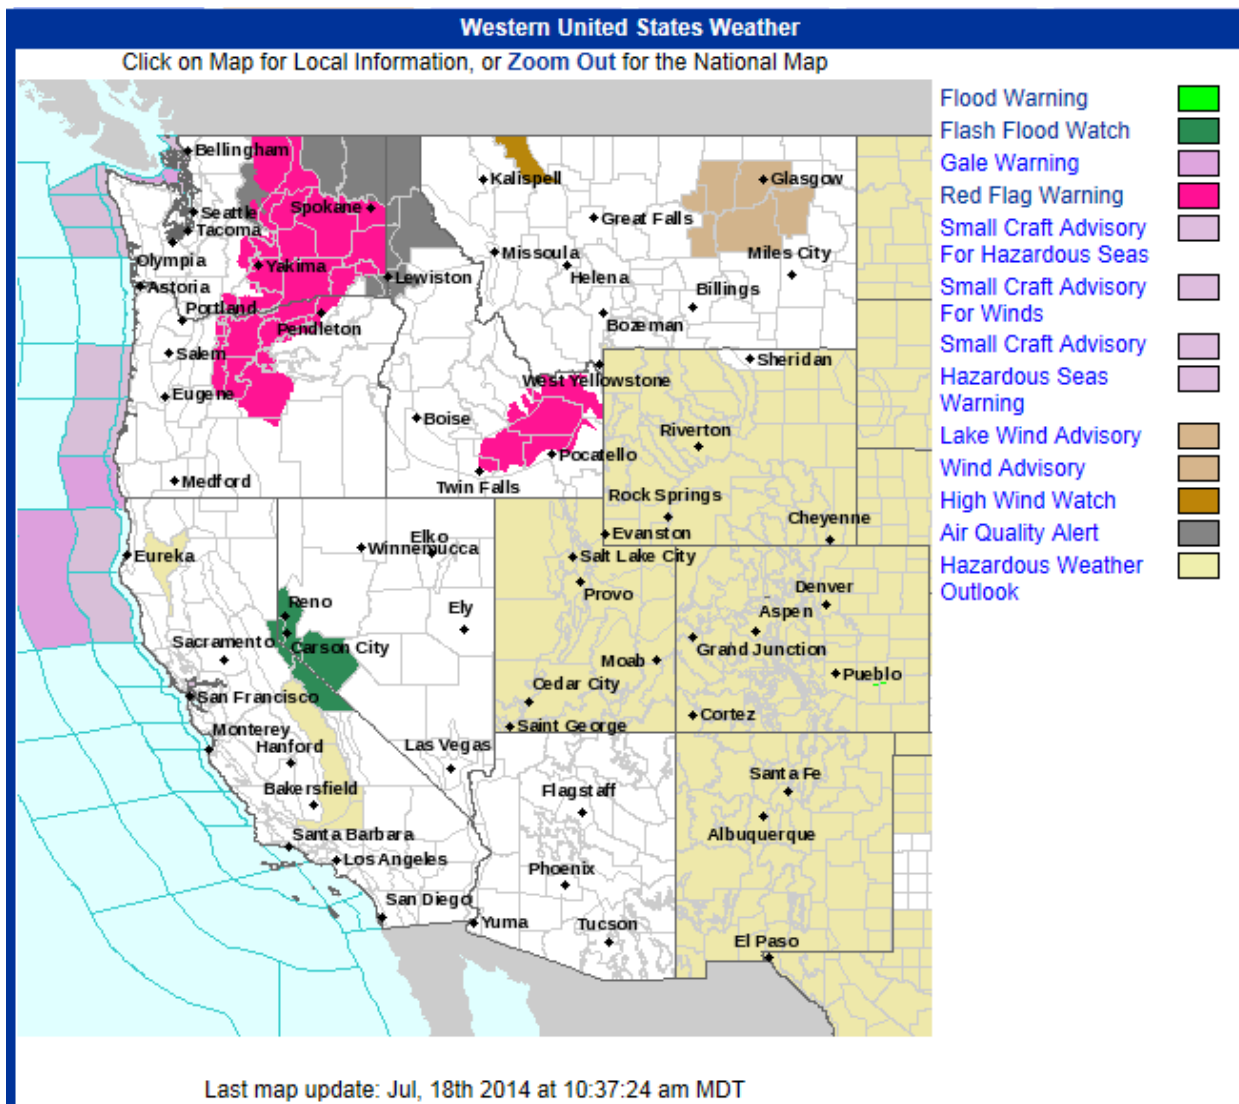 Western United States Weather
Click on Map for Local Information, or Zoom Out for the National Map
Flood Warning
Flash Flood Watch
Gale Warning
Red Flag Warning
Small Craft Advisory
For Hazardous Seas
Small Craft Advisory
For Winds
Small Craft Advisory
Hazardous Seas
Warning
Lake Wind Advisory
Wind Advisory
High Wind Watch
Air Quality Alert
Hazardous Weather
Outlook
Bellingham
Kalispell
Glasgow
Seattle
Spokane
Great Falls
Tacoma
Olympia
Yakima
Missoula
Miles City
Astoria
Lewiston
Helena
Billings
Portland
Pendleton
Bozeman
Salem
Sheridan
Eugene
West Yellowstone
Boise
Riverton
Pocatello
Medford
Twin Falls
Rock Springs
Cheyenne
Eureka
Elko
Winnemucca
Evanston
Salt Lake City
Provo
Denver
Reno
Ely
Aspen
Sacramento
Carson City
Grand Junction
Moab
Pueblo
San Francisco
Cedar City
Cortez
Monterey
Saint George
Hanford
Las Vegas
Bakersfield
Flagstaff
Santa Fe
Albuquerque
Santa Barbara
Los Angeles
Phoenix
San Diego
Yuma
Tucson
El Paso
Last map update: Jul, 18th 2014 at 10:37:24 am MDT